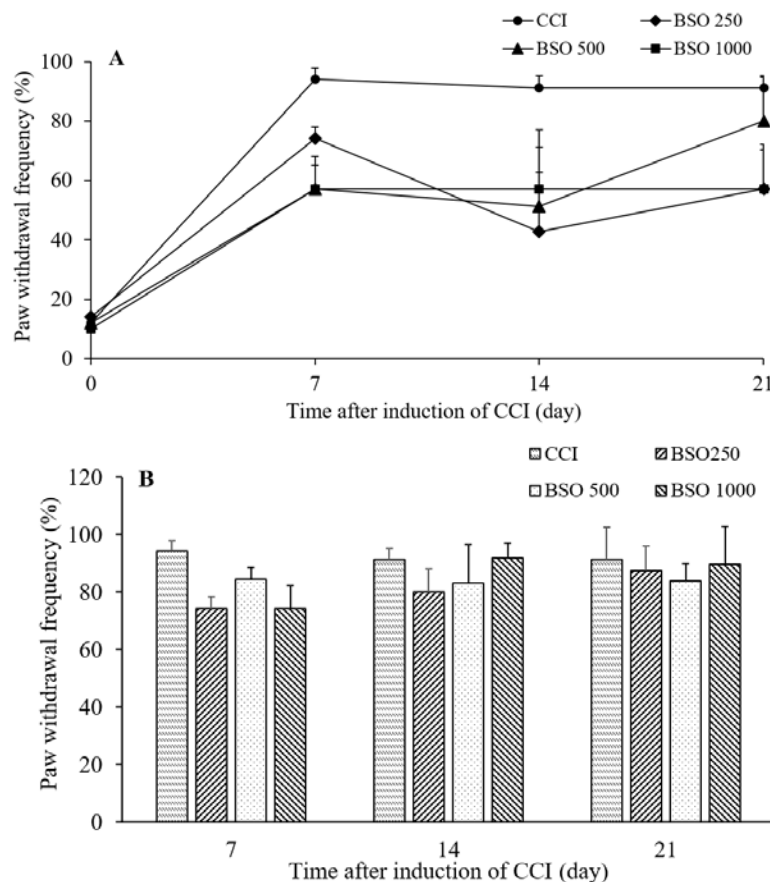 CCI BSO 250
BSO 500 BSO 1000
A
Paw withdrawal frequency (%)
100
80
60
40
20
0
0 7 14 21
Time after induction of CCI (day)
CCI BSO250
BSO 500 BSO 1000
B
Paw withdrawal frequency (%)
120
100
80
60
40
20
0
7 14 21
Time after induction of CCI (day)